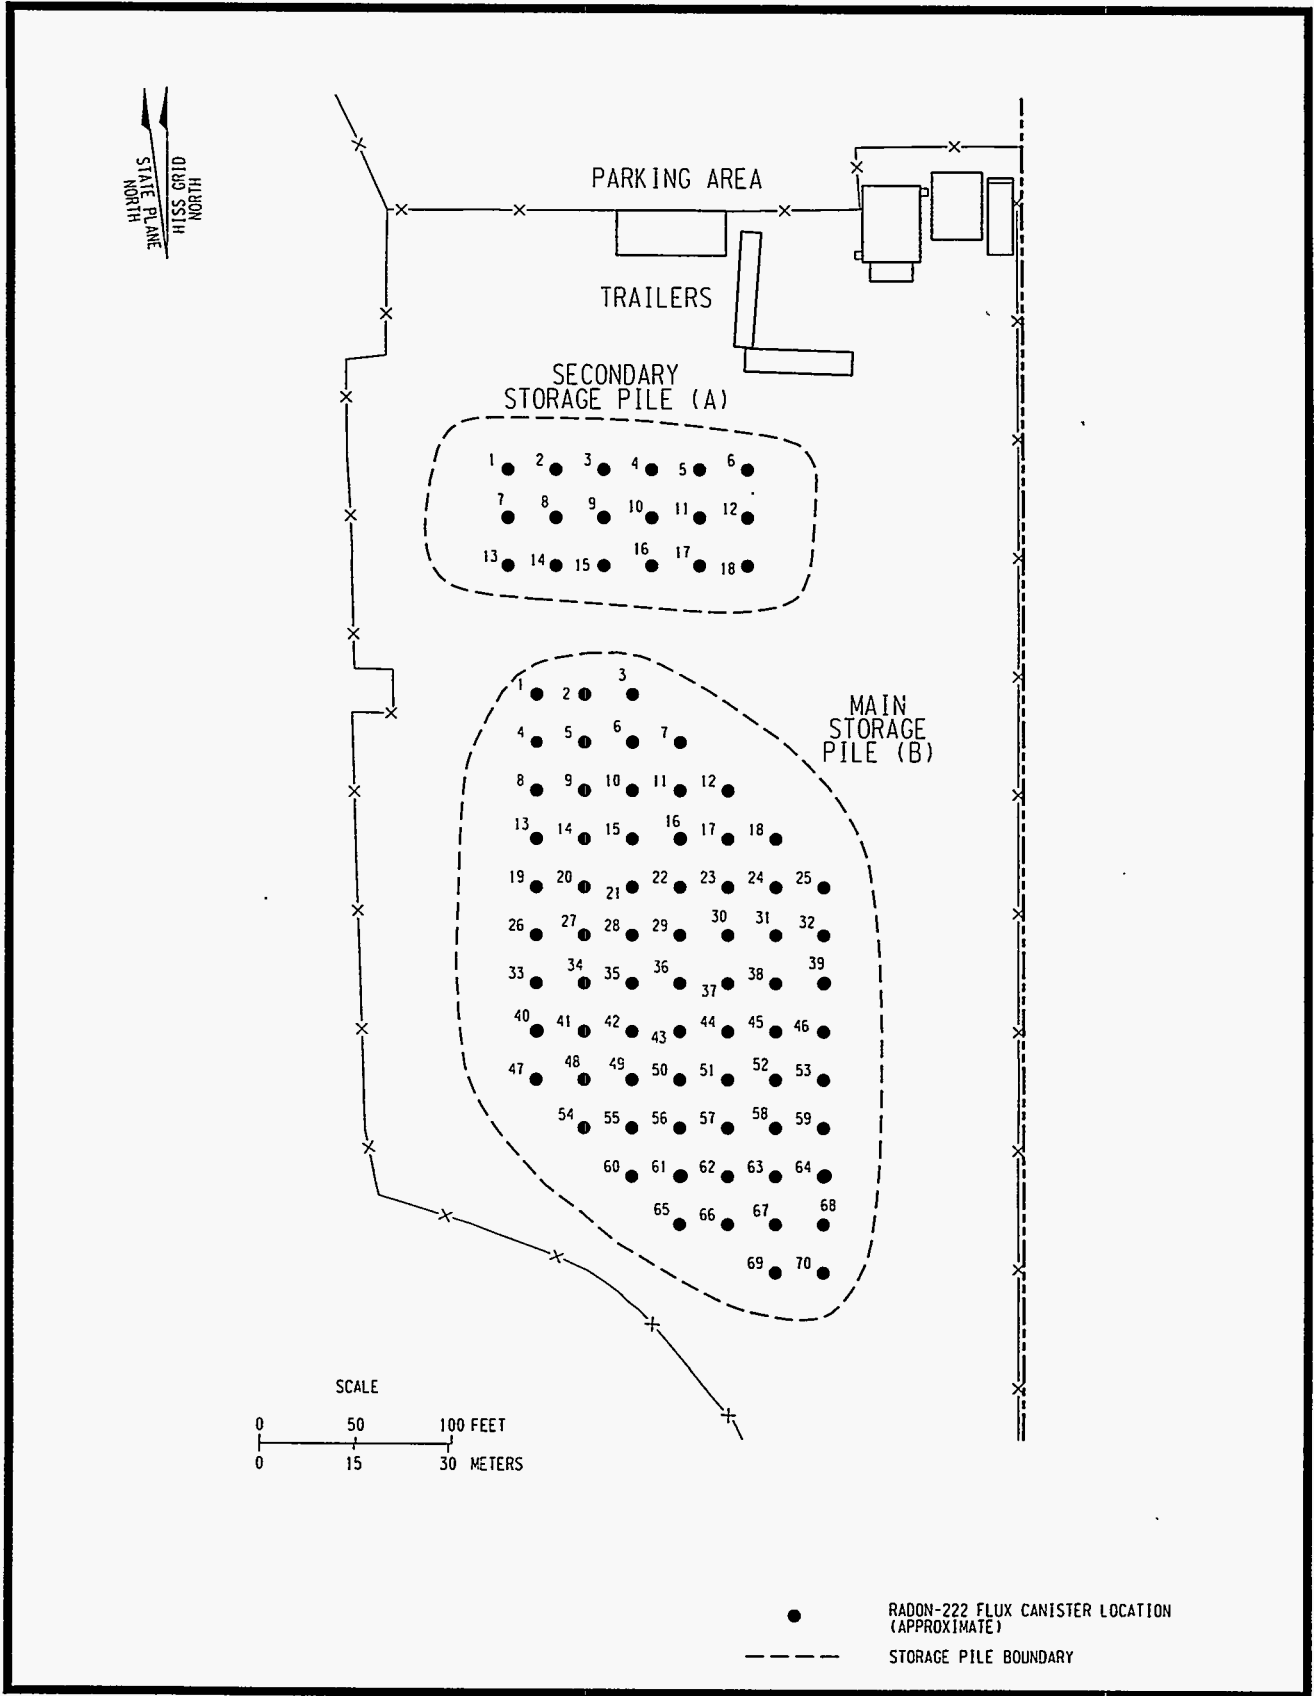 STATE PLANE
NORTH
HISS GRID
NORTH
PARKING AREA
TRAILERS
SECONDARY
STORAGE PILE (A)
1 2 3 4 5 6
7 8 9 10 11 12
13 14 15 16 17 18
MAIN
STORAGE
PILE (B)
1 2 3
4 5 6 7
8 9 10 11 12
13 14 15 16 17 18
19 20 21 22 23 24 25
26 27 28 29 30 31 32
33 34 35 36 37 38 39
40 41 42 43 44 45 46
47 48 49 50 51 52 53
54 55 56 57 58 59
60 61 62 63 64
65 66 67 68
69 70
SCALE
0 50 100 FEET
0 15 30 METERS
RADON-222 FLUX CANISTER LOCATION
(APPROXIMATE)
STORAGE PILE BOUNDARY